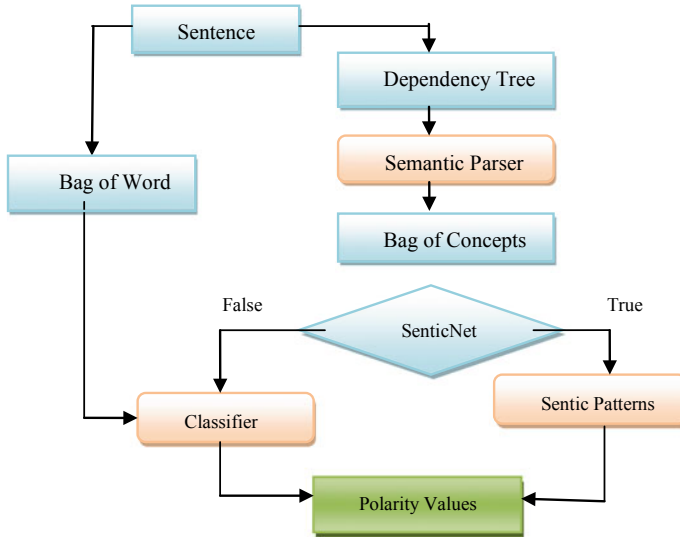 Sentence
Dependency Tree
Semantic Parser
Bag of Word
Bag of Concepts
False
True
SenticNet
Classifier
Sentic Patterns
Polarity Values